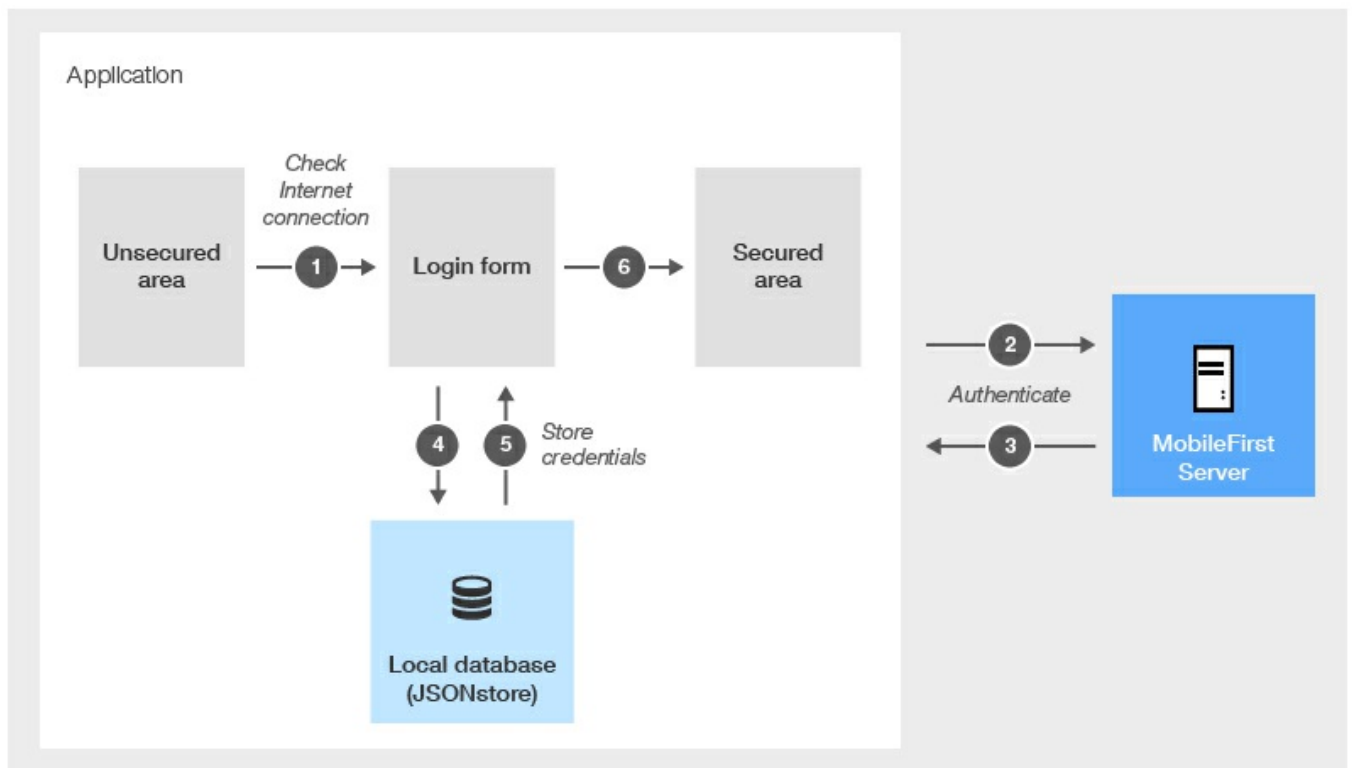 Application
Check
Internet
connection
Unsecured
area
1
Login form
6
Secured
area
2
Authenticate
3
MobileFirst
Server
4
5
Store
credentials
Local database
(JSONstore)